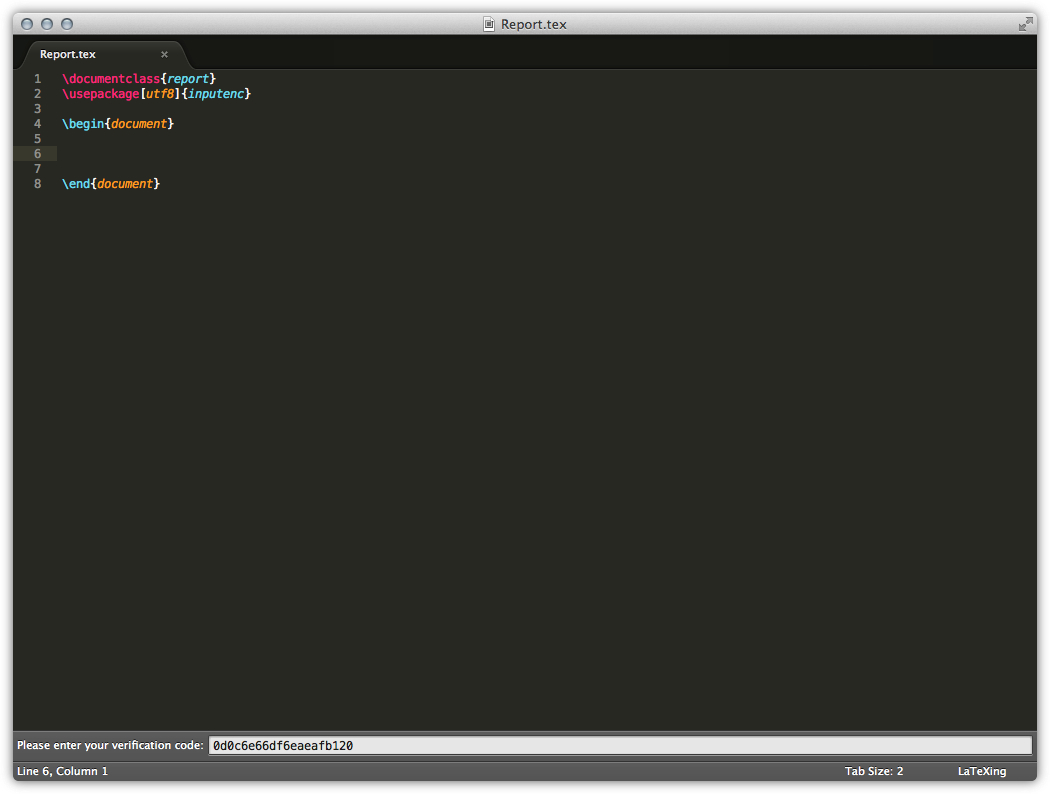 Report.tex
Report.tex ×
1 \documentclass{report}
2 \usepackage[utf8]{inputenc}
3
4 \begin{document}
5
6
7
8 \end{document}
Please enter your verification code: 0d0c6e66df6eaeafb120
Line 6, Column 1 Tab Size: 2 LaTeXing